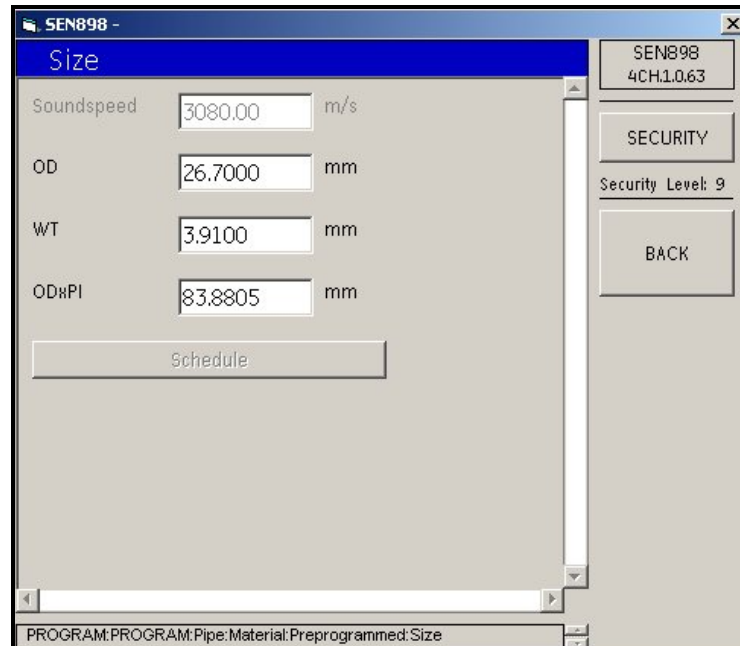 SEN898 -
Size
SEN898
4CH.1.0.63
Soundspeed 3080.00 m/s
SECURITY
OD 26.7000 mm
Security Level: 9
WT 3.9100 mm
BACK
ODxPI 83.8805 mm
Schedule
PROGRAM:PROGRAM:Pipe:Material:Preprogrammed:Size